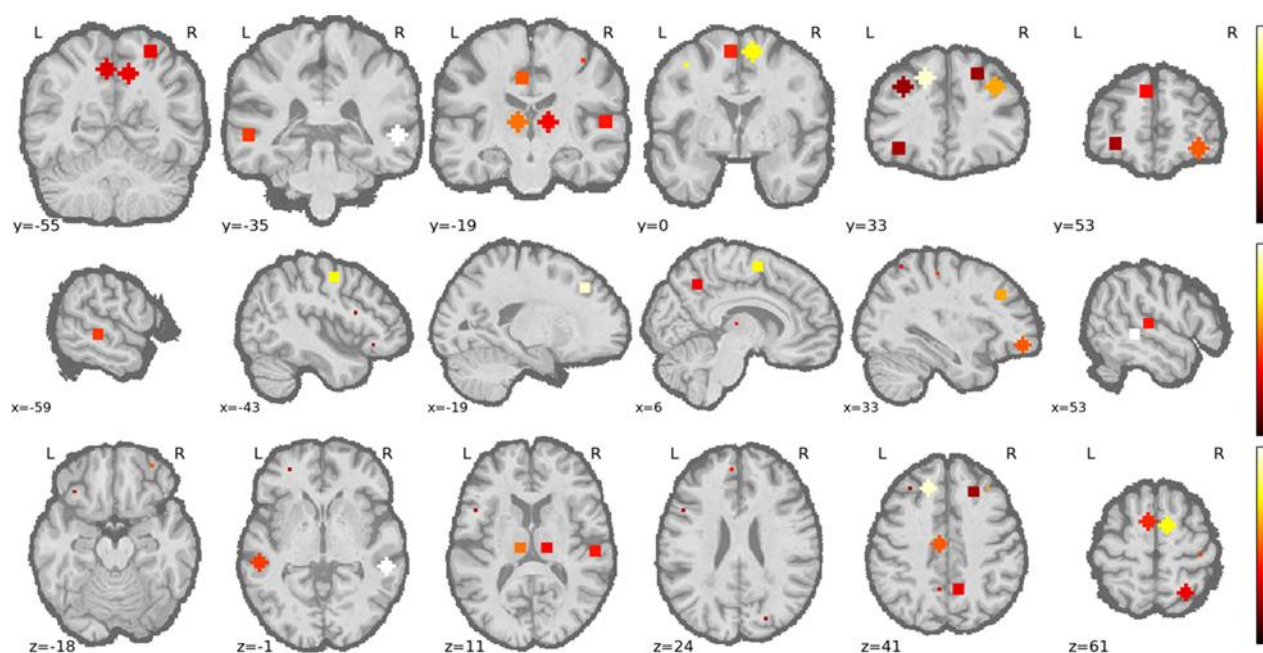 L R L R L R L R L R L R
y=-55 y=-35 y=-19 y=0 y=33 y=53
x=-59 x=-43 x=-19 x=6 x=33 x=53
L R L R L R L R L R L R
z=-18 z=-1 z=11 z=24 z=41 z=61